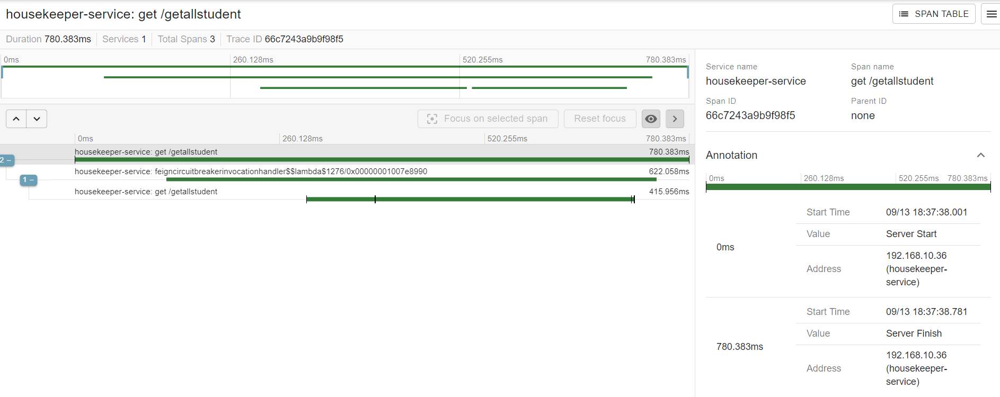 housekeeper-service: get /getallstudent
SPAN TABLE
Duration 780.383ms Services 1 Total Spans 3 Trace ID 66c7243a9b9f98f5
0ms 260.128ms 520.255ms 780.383ms
Focus on selected span Reset focus
0ms 260.128ms 520.255ms 780.383ms
housekeeper-service: get /getallstudent 780.383ms
2 −
housekeeper-service: feigncircuitbreakerinvocationhandler$$lambda$1276/0x00000001007e8990 622.058ms
1 −
housekeeper-service: get /getallstudent 415.956ms
Service name Span name
housekeeper-service get /getallstudent
Span ID Parent ID
66c7243a9b9f98f5 none
Annotation
0ms 260.128ms 520.255ms 780.383ms
Start Time 09/13 18:37:38.001
Value Server Start
0ms
Address 192.168.10.36
(housekeeper-
service)
Start Time 09/13 18:37:38.781
Value Server Finish
780.383ms
Address 192.168.10.36
(housekeeper-
service)